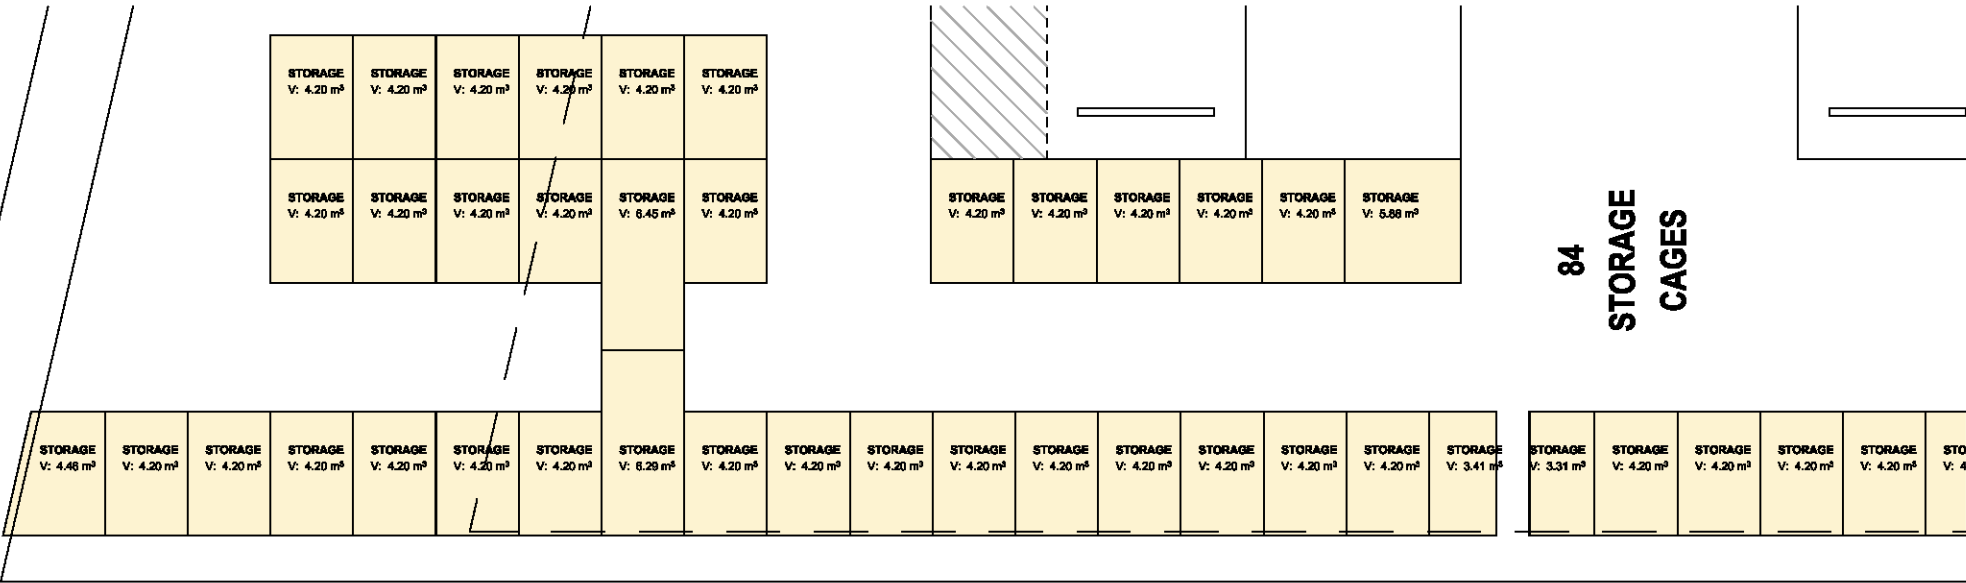 STORAGE STORAGE STORAGE STORAGE STORAGE STORAGE
V: 4.20 m³ V: 4.20 m³ V: 4.20 m³ V: 4.20 m³ V: 4.20 m³ V: 4.20 m³
STORAGE STORAGE STORAGE STORAGE STORAGE STORAGE
V: 4.20 m³ V: 4.20 m³ V: 4.20 m³ V: 4.20 m³ V: 6.45 m³ V: 4.20 m³
STORAGE STORAGE STORAGE STORAGE STORAGE STORAGE
V: 4.20 m³ V: 4.20 m³ V: 4.20 m³ V: 4.20 m³ V: 4.20 m³ V: 5.88 m³
84
STORAGE
CAGES
STORAGE STORAGE STORAGE STORAGE STORAGE STORAGE STORAGE STORAGE STORAGE STORAGE STORAGE STORAGE STORAGE STORAGE STORAGE STORAGE STORAGE STORAGE
V: 4.46 m³ V: 4.20 m³ V: 4.20 m³ V: 4.20 m³ V: 4.20 m³ V: 4.20 m³ V: 4.20 m³ V: 6.29 m³ V: 4.20 m³ V: 4.20 m³ V: 4.20 m³ V: 4.20 m³ V: 4.20 m³ V: 4.20 m³ V: 4.20 m³ V: 4.20 m³ V: 4.20 m³ V: 3.41 m³
STORAGE STORAGE STORAGE STORAGE STORAGE STO
V: 3.31 m³ V: 4.20 m³ V: 4.20 m³ V: 4.20 m³ V: 4.20 m³ V: 4